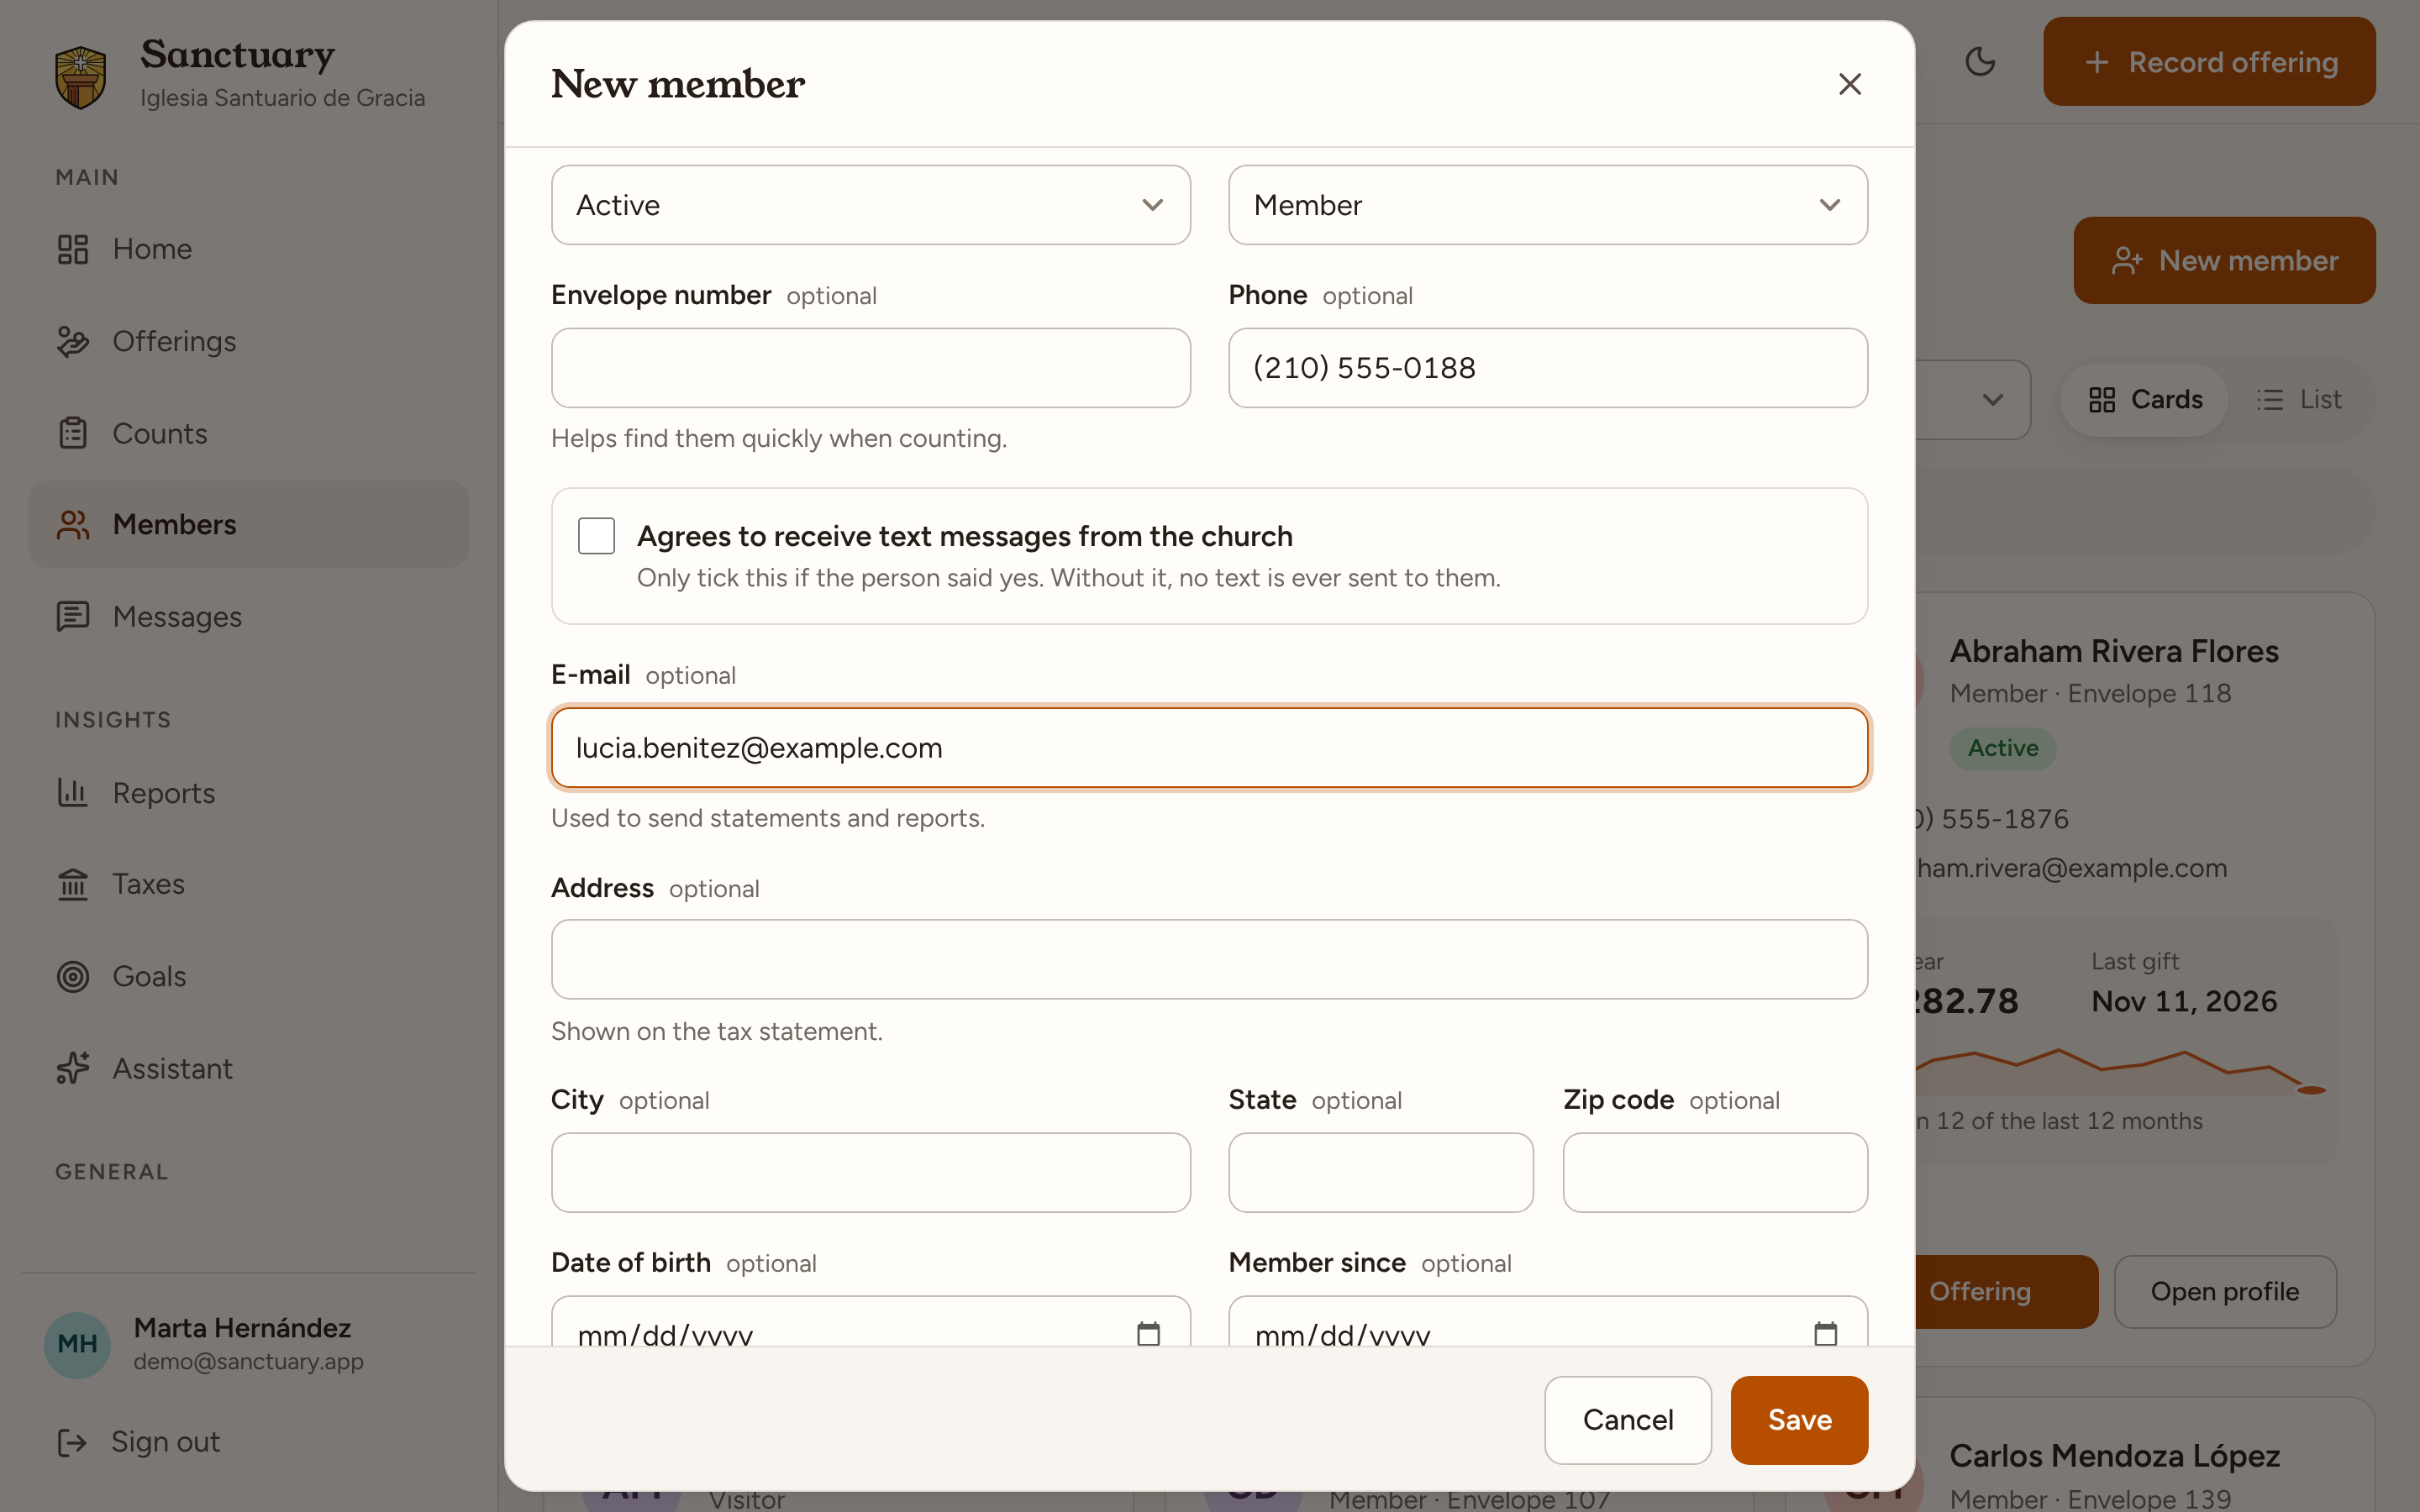 Sanctuary
Iglesia Santuario de Gracia
MAIN
Home
Offerings
Counts
Members
Messages
INSIGHTS
Reports
Taxes
Goals
Assistant
GENERAL
Marta Hernández
MH
demo@sanctuary.app
Sign out
New member
Active
Member
Envelope number optional
Phone optional
(210) 555-0188
Helps find them quickly when counting.
Agrees to receive text messages from the church
Only tick this if the person said yes. Without it, no text is ever sent to them.
E-mail optional
lucia.benitez@example.com
Used to send statements and reports.
Address optional
Shown on the tax statement.
City optional
State optional
Zip code optional
Date of birth optional
Member since optional
mm/dd/yyyy
mm/dd/yyyy
Cancel
Save
Record offering
New member
Cards
List
Abraham Rivera Flores
Member · Envelope 118
Active
) 555-1876
ham.rivera@example.com
ear
Last gift
282.78
Nov 11, 2026
n 12 of the last 12 months
Offering
Open profile
Carlos Mendoza López
Member · Envelope 139
Visitor
Member · Envelope 107